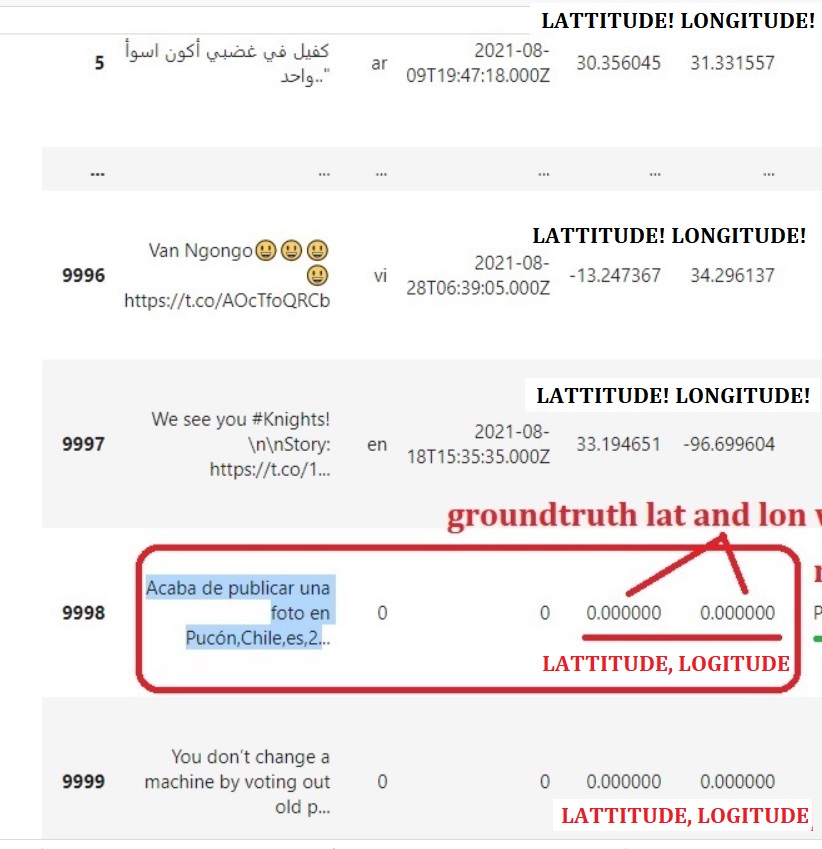 LATTITUDE! LONGITUDE!
5 كفيل في غضبي أكون اسوأ ar 2021-08- 30.356045 31.331557
واحد.." 09T19:47:18.000Z
... ... ... ... ... ...
LATTITUDE! LONGITUDE!
Van Ngongo😀😀😀
9996 😀 vi 2021-08- -13.247367 34.296137
https://t.co/AOcTfoQRCb 28T06:39:05.000Z
LATTITUDE! LONGITUDE!
We see you #Knights!
9997 \n\nStory: en 2021-08- 33.194651 -96.699604
https://t.co/1... 18T15:35:35.000Z
groundtruth lat and lon
Acaba de publicar una
9998 foto en 0 0 0.000000 0.000000
Pucón,Chile,es,2...
LATTITUDE, LOGITUDE
You don't change a
9999 machine by voting out 0 0 0.000000 0.000000
old p...
LATTITUDE, LOGITUDE